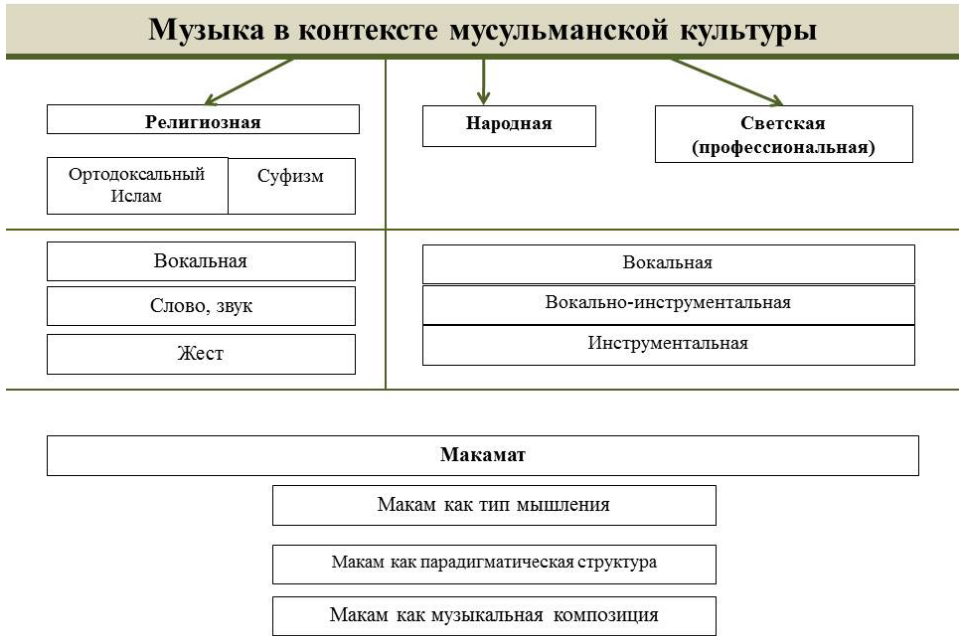 Музыка в контексте мусульманской культуры
Религиозная
Народная
Светская
(профессиональная)
Ортодоксальный
Ислам
Суфизм
Вокальная
Слово, звук
Жест
Вокальная
Вокально-инструментальная
Инструментальная
Макамат
Макам как тип мышления
Макам как парадигматическая структура
Макам как музыкальная композиция